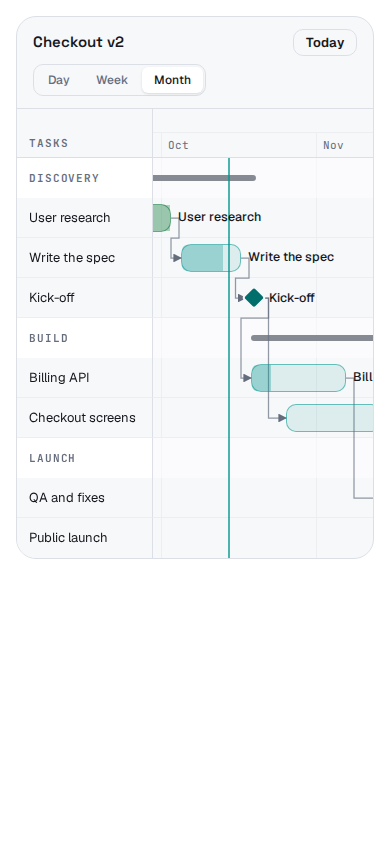 Checkout v2
Today
Day Week Month
TASKS
Oct Nov
DISCOVERY
User research User research
Write the spec Write the spec
Kick-off Kick-off
BUILD
Billing API Bill
Checkout screens
LAUNCH
QA and fixes
Public launch